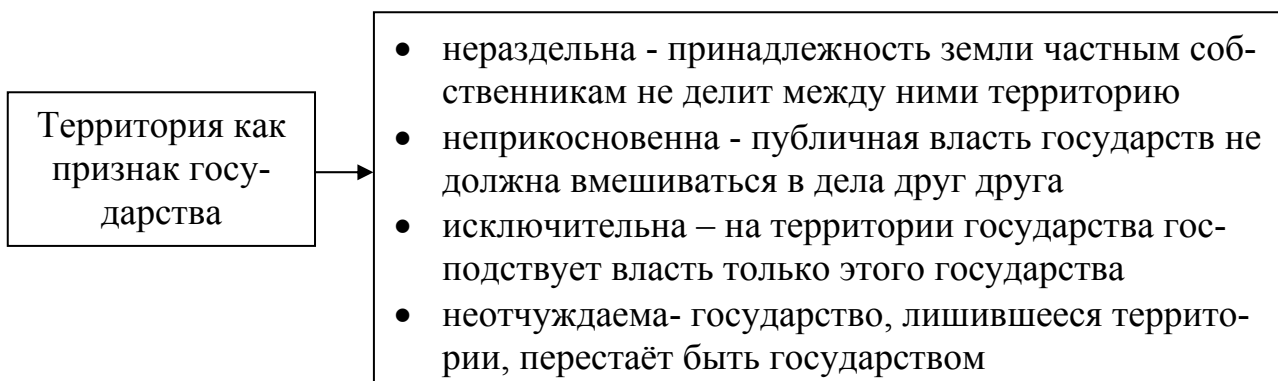 Территория как
признак госу-
дарства
• нераздельна - принадлежность земли частным соб-
ственникам не делит между ними территорию
• неприкосновенна - публичная власть государств не
должна вмешиваться в дела друг друга
• исключительна – на территории государства гос-
подствует власть только этого государства
• неотчуждаема- государство, лишившееся террито-
рии, перестаёт быть государством